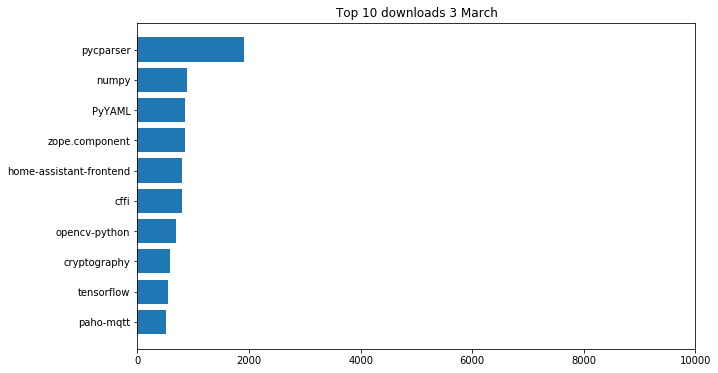 Top 10 downloads 3 March
pycparser
numpy
PyYAML
zope.component
home-assistant-frontend
cffi
opencv-python
cryptography
tensorflow
paho-mqtt
0 2000 4000 6000 8000 10000